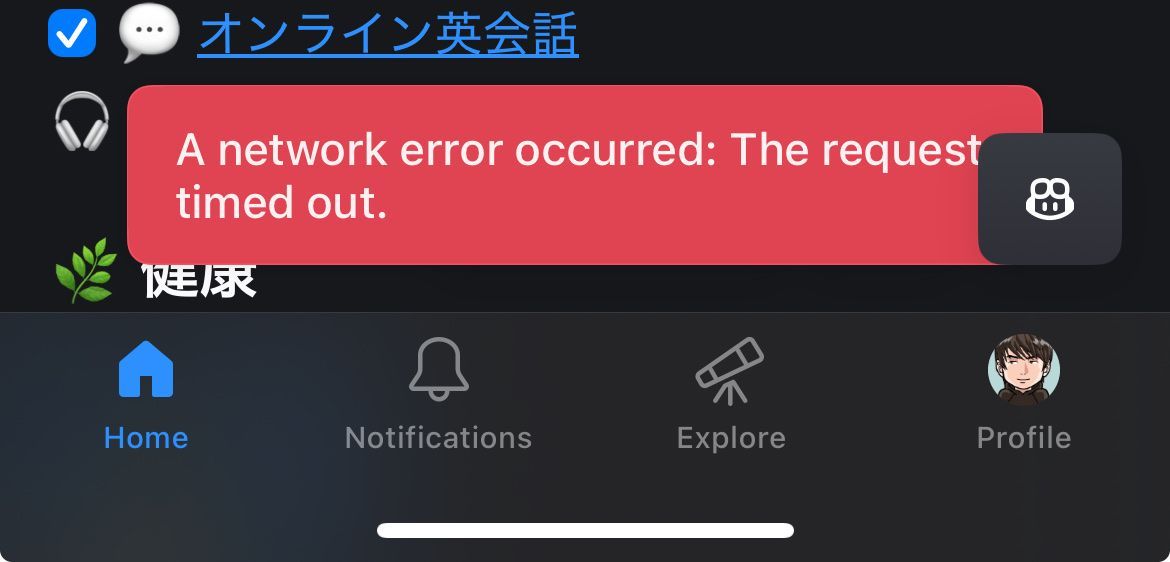 オンライン英会話
A network error occurred: The request
timed out.
健康
Home
Notifications
Explore
Profile